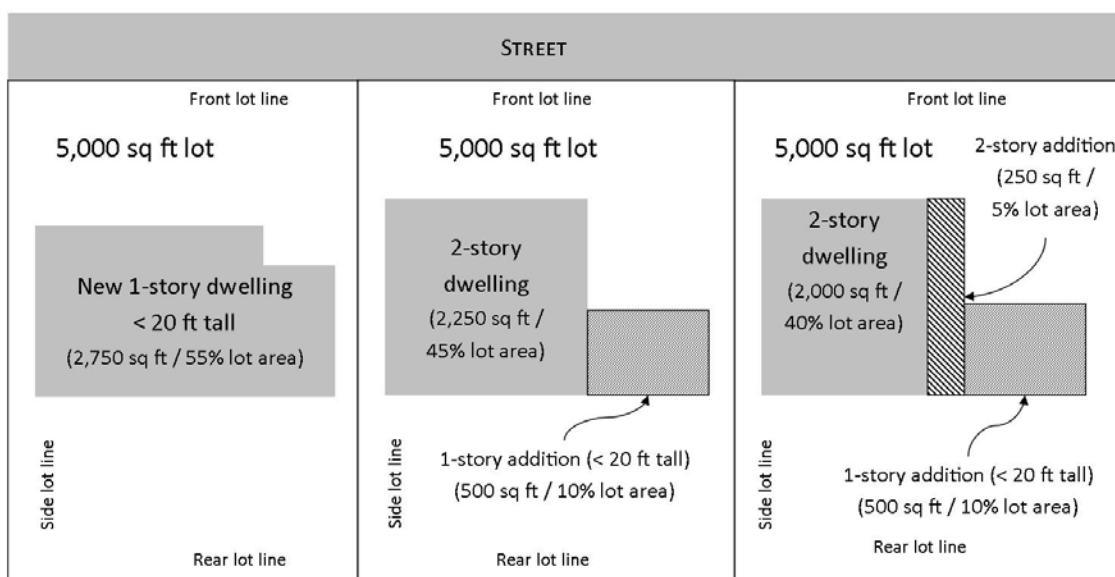 STREET
Front lot line
5,000 sq ft lot
New 1-story dwelling
< 20 ft tall
(2,750 sq ft / 55% lot area)
Side lot line
Rear lot line
Front lot line
5,000 sq ft lot
2-story
dwelling
(2,250 sq ft /
45% lot area)
1-story addition (< 20 ft tall)
(500 sq ft / 10% lot area)
Side lot line
Rear lot line
Front lot line
5,000 sq ft lot
2-story addition
(250 sq ft /
5% lot area)
2-story
dwelling
(2,000 sq ft /
40% lot area)
1-story addition (< 20 ft tall)
(500 sq ft / 10% lot area)
Side lot line
Rear lot line